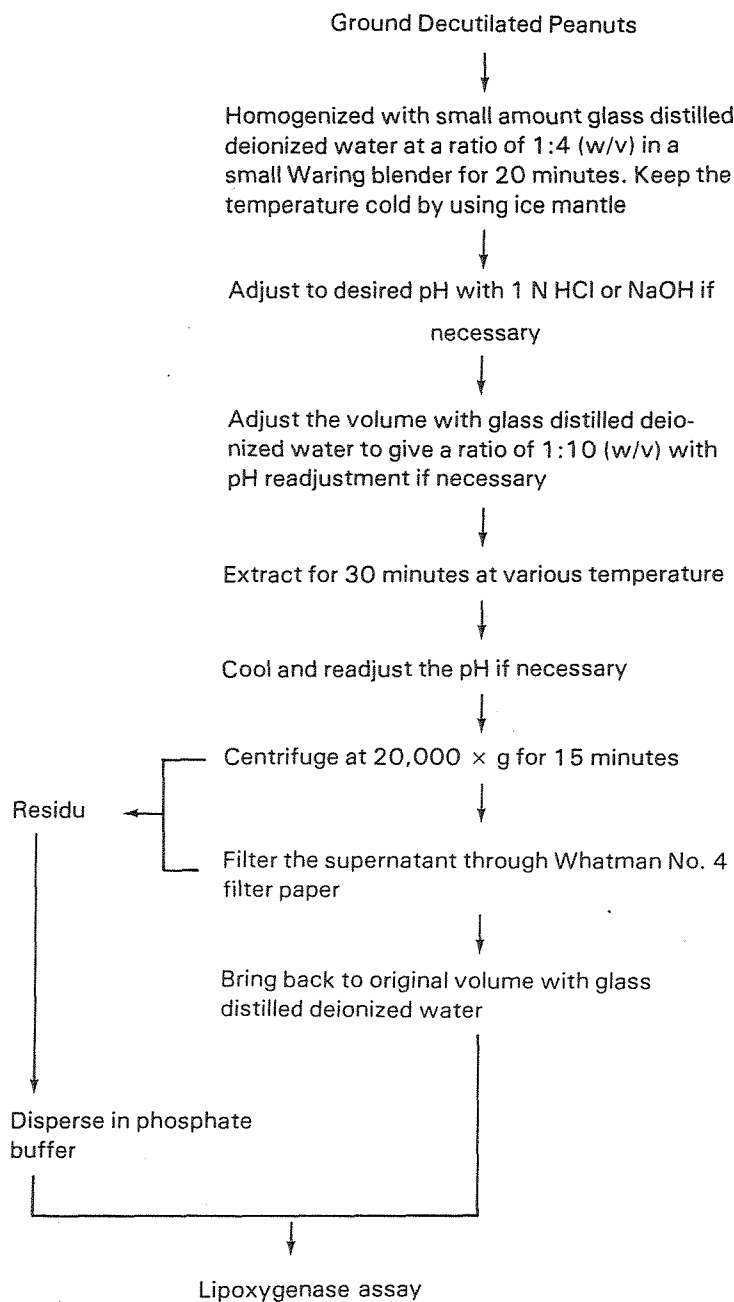 Ground Decutilated Peanuts
Homogenized with small amount glass distilled
deionized water at a ratio of 1:4 (w/v) in a
small Waring blender for 20 minutes. Keep the
temperature cold by using ice mantle
Adjust to desired pH with 1 N HCl or NaOH if
necessary
Adjust the volume with glass distilled deio-
nized water to give a ratio of 1:10 (w/v) with
pH readjustment if necessary
Extract for 30 minutes at various temperature
Cool and readjust the pH if necessary
Centrifuge at 20,000 × g for 15 minutes
Residu
Filter the supernatant through Whatman No. 4
filter paper
Bring back to original volume with glass
distilled deionized water
Disperse in phosphate
buffer
Lipoxygenase assay